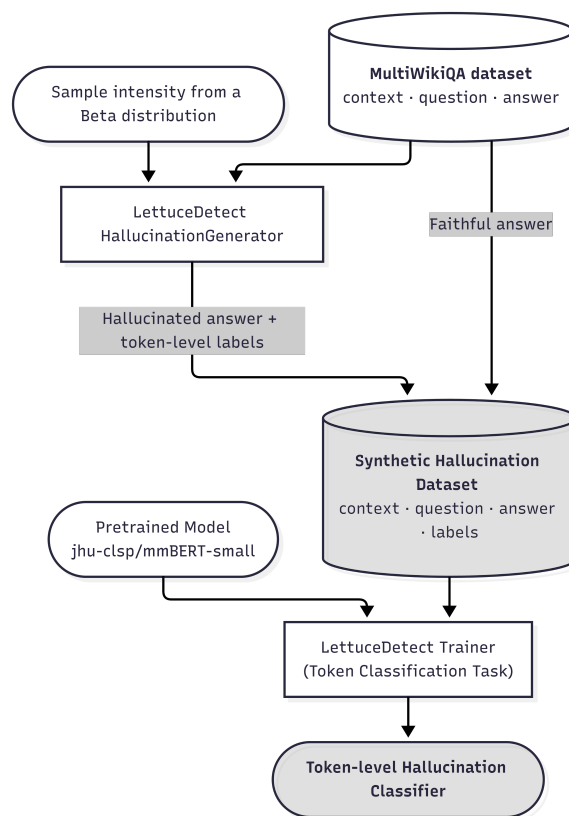 MultiWikiQA dataset
context · question · answer
Sample intensity from a
Beta distribution
LettuceDetect
HallucinationGenerator
Faithful answer
Hallucinated answer +
token-level labels
Synthetic Hallucination
Dataset
context · question · answer
· labels
Pretrained Model
jhu-clsp/mmBERT-small
LettuceDetect Trainer
(Token Classification Task)
Token-level Hallucination
Classifier